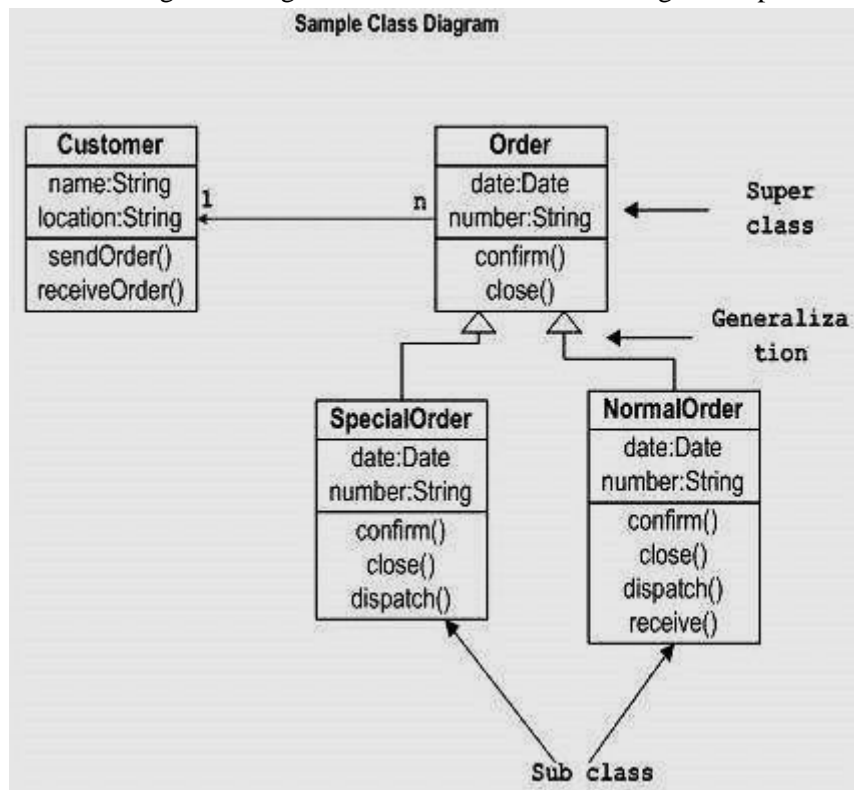 Sample Class Diagram
Customer
name:String
location:String
sendOrder()
receiveOrder()
1
n
Order
date:Date
number:String
confirm()
close()
Super
class
Generaliza
tion
SpecialOrder
date:Date
number:String
confirm()
close()
dispatch()
NormalOrder
date:Date
number:String
confirm()
close()
dispatch()
receive()
Sub class